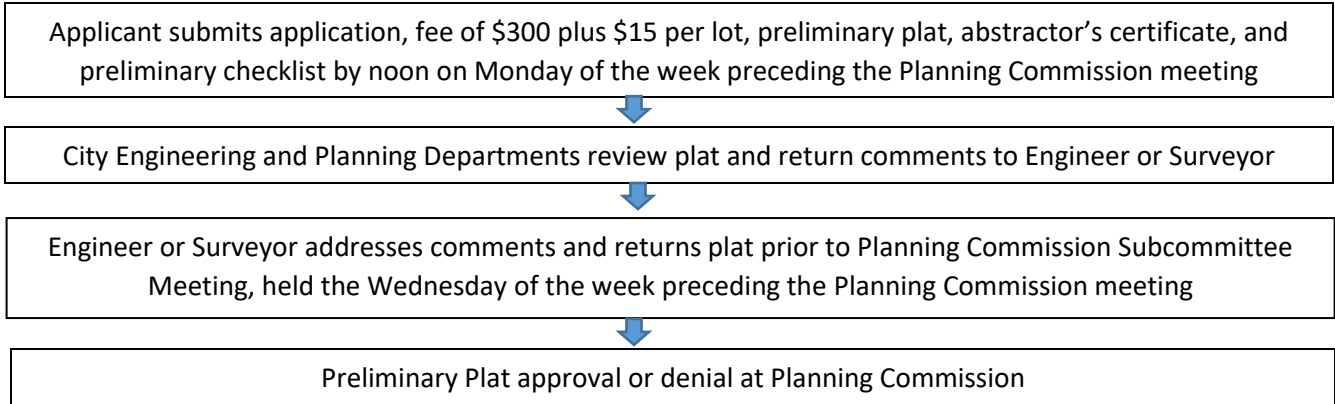 Applicant submits application, fee of $300 plus $15 per lot, preliminary plat, abstractor’s certificate, and
preliminary checklist by noon on Monday of the week preceding the Planning Commission meeting
City Engineering and Planning Departments review plat and return comments to Engineer or Surveyor
Engineer or Surveyor addresses comments and returns plat prior to Planning Commission Subcommittee
Meeting, held the Wednesday of the week preceding the Planning Commission meeting
Preliminary Plat approval or denial at Planning Commission